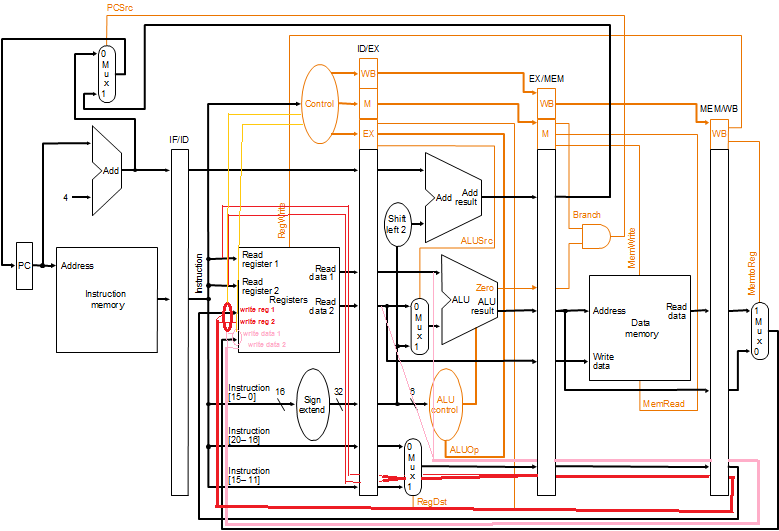 PCSrc
ID/EX
0
M
u
x
1
WB
EX/MEM
Control
M
WB
MEM/WB
EX
M
WB
IF/ID
Add
4
Add
Add
result
Shift
left 2
RegWrite
Branch
ALUSrc
MemWrite
MemtoReg
PC
Address
Instruction
memory
Instruction
Read
register 1
Read
register 2
Registers
Read
data 1
Read
data 2
write reg 1
write reg 2
write data 1
write data 2
0
M
u
x
1
Zero
ALU
ALU
result
Address
Read
data
Data
memory
Write
data
1
M
u
x
0
Instruction
[15– 0]
16
Sign
extend
32
6
ALU
control
MemRead
Instruction
[20– 16]
Instruction
[15– 11]
0
M
u
x
1
ALUOp
RegDst